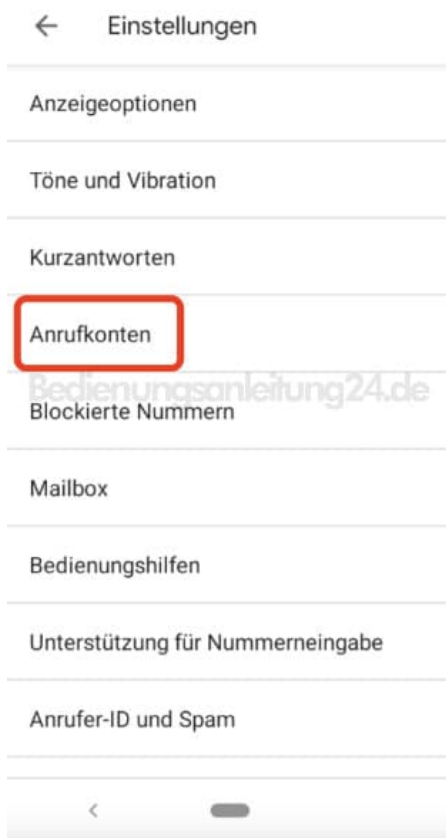 Einstellungen
Anzeigeoptionen
Töne und Vibration
Kurzantworten
Anrufkonten
Bedienungsanleitung24.de
Blockierte Nummern
Mailbox
Bedienungshilfen
Unterstützung für Nummerneingabe
Anrufer-ID und Spam